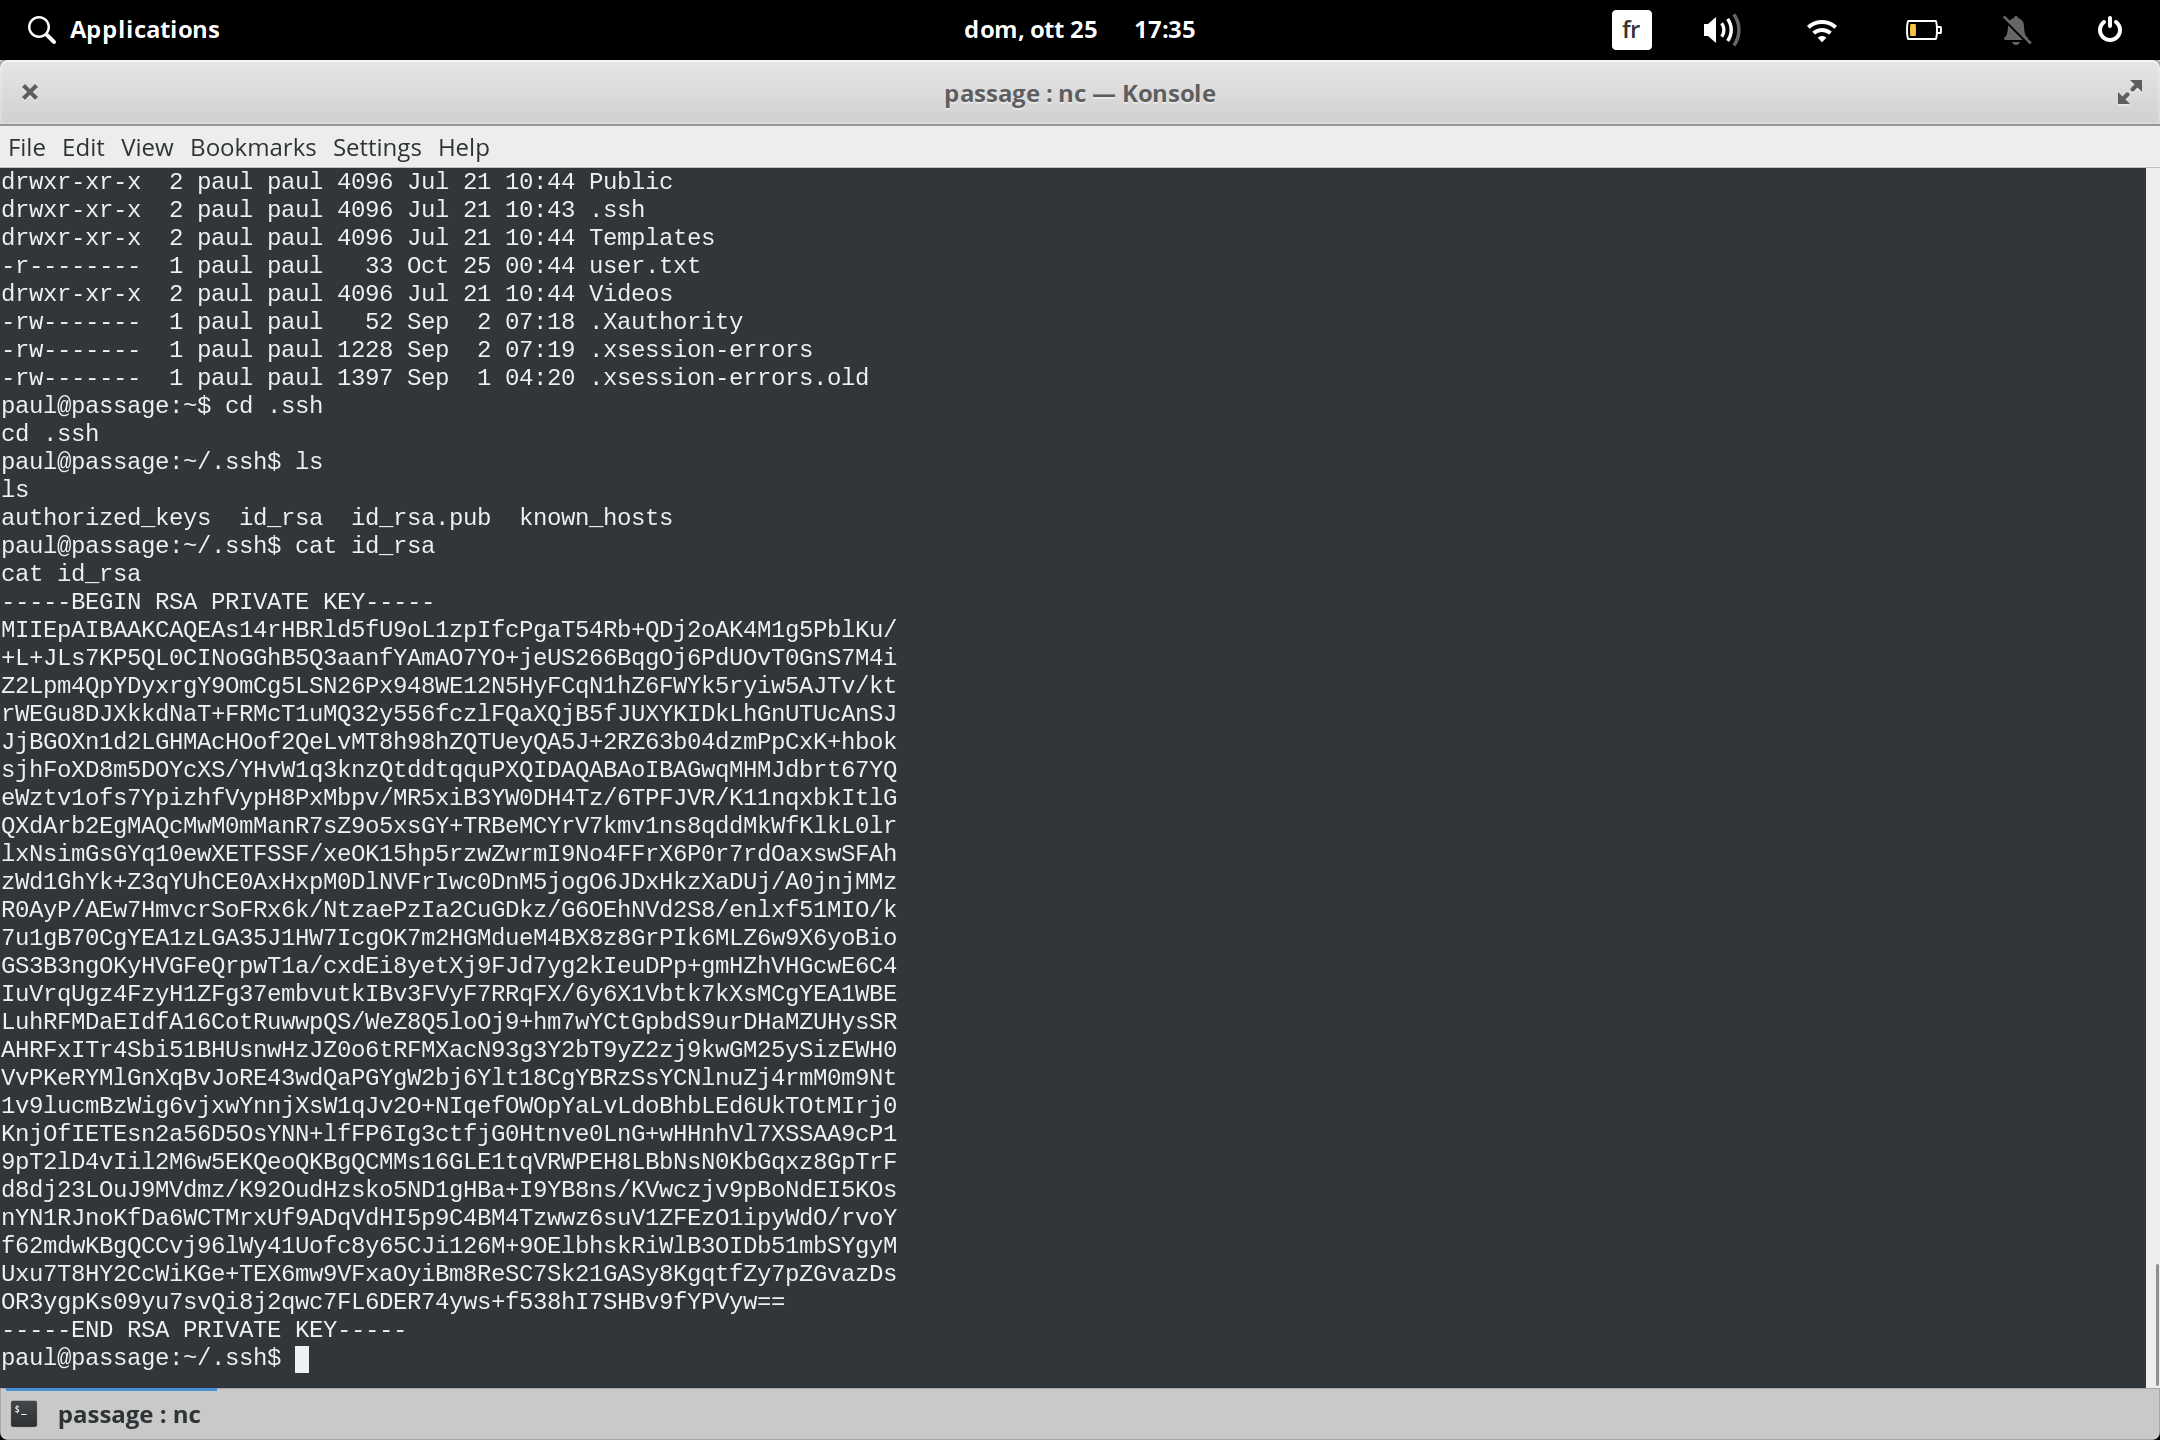 Applications dom, ott 25 17:35 fr
passage : nc — Konsole
File Edit View Bookmarks Settings Help
drwxr-xr-x  2 paul paul 4096 Jul 21 10:44 Public
drwxr-xr-x  2 paul paul 4096 Jul 21 10:43 .ssh
drwxr-xr-x  2 paul paul 4096 Jul 21 10:44 Templates
-r--------  1 paul paul   33 Oct 25 00:44 user.txt
drwxr-xr-x  2 paul paul 4096 Jul 21 10:44 Videos
-rw-------  1 paul paul   52 Sep  2 07:18 .Xauthority
-rw-------  1 paul paul 1228 Sep  2 07:19 .xsession-errors
-rw-------  1 paul paul 1397 Sep  1 04:20 .xsession-errors.old
paul@passage:~$ cd .ssh
cd .ssh
paul@passage:~/.ssh$ ls
ls
authorized_keys  id_rsa  id_rsa.pub  known_hosts
paul@passage:~/.ssh$ cat id_rsa
cat id_rsa
-----BEGIN RSA PRIVATE KEY-----
MIIEpAIBAAKCAQEAs14rHBRld5fU9oL1zpIfcPgaT54Rb+QDj2oAK4M1g5PblKu/
+L+JLs7KP5QL0CINoGGhB5Q3aanfYAmAO7YO+jeUS266BqgOj6PdUOvT0GnS7M4i
Z2Lpm4QpYDyxrgY9OmCg5LSN26Px948WE12N5HyFCqN1hZ6FWYk5ryiw5AJTv/kt
rWEGu8DJXkkdNaT+FRMcT1uMQ32y556fczlFQaXQjB5fJUXYKIDkLhGnUTUcAnSJ
JjBGOXn1d2LGHMAcHOof2QeLvMT8h98hZQTUeyQA5J+2RZ63b04dzmPpCxK+hbok
sjhFoXD8m5DOYcXS/YHvW1q3knzQtddtqquPXQIDAQABAoIBAGwqMHMJdbrt67YQ
eWztv1ofs7YpizhfVypH8PxMbpv/MR5xiB3YW0DH4Tz/6TPFJVR/K11nqxbkItlG
QXdArb2EgMAQcMwM0mManR7sZ9o5xsGY+TRBeMCYrV7kmv1ns8qddMkWfKlkL0lr
lxNsimGsGYq10ewXETFSSF/xeOK15hp5rzwZwrmI9No4FFrX6P0r7rdOaxswSFAh
zWd1GhYk+Z3qYUhCE0AxHxpM0DlNVFrIwc0DnM5jogO6JDxHkzXaDUj/A0jnjMMz
R0AyP/AEw7HmvcrSoFRx6k/NtzaePzIa2CuGDkz/G6OEhNVd2S8/enlxf51MIO/k
7u1gB70CgYEA1zLGA35J1HW7IcgOK7m2HGMdueM4BX8z8GrPIk6MLZ6w9X6yoBio
GS3B3ngOKyHVGFeQrpwT1a/cxdEi8yetXj9FJd7yg2kIeuDPp+gmHZhVHGcwE6C4
IuVrqUgz4FzyH1ZFg37embvutkIBv3FVyF7RRqFX/6y6X1Vbtk7kXsMCgYEA1WBE
LuhRFMDaEIdfA16CotRuwwpQS/WeZ8Q5loOj9+hm7wYCtGpbdS9urDHaMZUHysSR
AHRFxITr4Sbi51BHUsnwHzJZ0o6tRFMXacN93g3Y2bT9yZ2zj9kwGM25ySizEWH0
VvPKeRYMlGnXqBvJoRE43wdQaPGYgW2bj6Ylt18CgYBRzSsYCNlnuZj4rmM0m9Nt
1v9lucmBzWig6vjxwYnnjXsW1qJv2O+NIqefOWOpYaLvLdoBhbLEd6UkTOtMIrj0
KnjOfIETEsn2a56D5OsYNN+lfFP6Ig3ctfjG0Htnve0LnG+wHHnhVl7XSSAA9cP1
9pT2lD4vIil2M6w5EKQeoQKBgQCMMs16GLE1tqVRWPEH8LBbNsN0KbGqxz8GpTrF
d8dj23LOuJ9MVdmz/K92OudHzsko5ND1gHBa+I9YB8ns/KVwczjv9pBoNdEI5KOs
nYN1RJnoKfDa6WCTMrxUf9ADqVdHI5p9C4BM4Tzwwz6suV1ZFEzO1ipyWdO/rvoY
f62mdwKBgQCCvj96lWy41Uofc8y65CJi126M+9OElbhskRiWlB3OIDb51mbSYgyM
Uxu7T8HY2CcWiKGe+TEX6mw9VFxaOyiBm8ReSC7Sk21GASy8KgqtfZy7pZGvazDs
OR3ygpKs09yu7svQi8j2qwc7FL6DER74yws+f538hI7SHBv9fYPVyw==
-----END RSA PRIVATE KEY-----
paul@passage:~/.ssh$
passage : nc